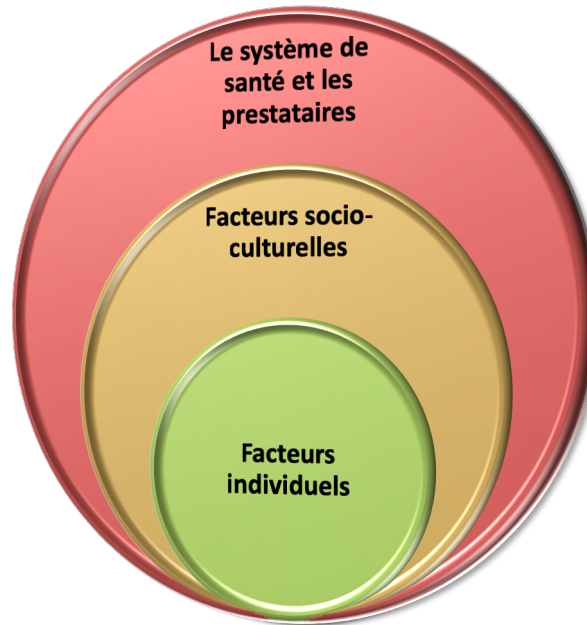 Le système de
santé et les
prestataires
Facteurs socio-
culturelles
Facteurs
individuels